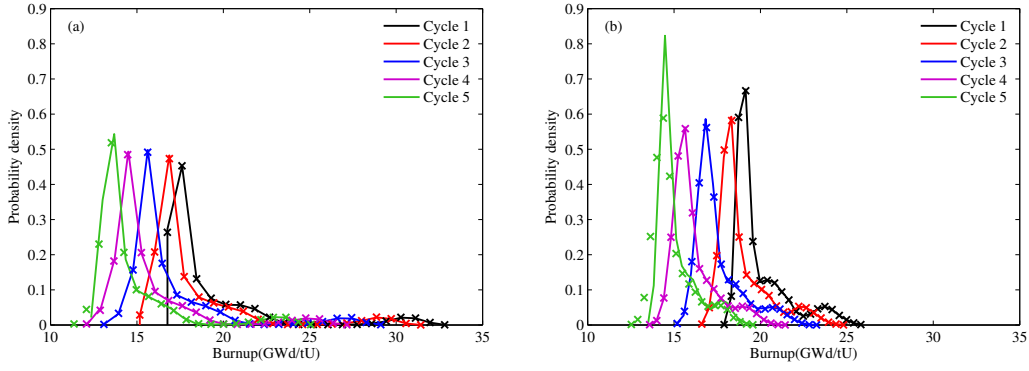 (a)
Cycle 1
Cycle 2
Cycle 3
Cycle 4
Cycle 5
Probability density
0.9
0.8
0.7
0.6
0.5
0.4
0.3
0.2
0.1
0
10 15 20 25 30 35
Burnup(GWd/tU)
(b)
Cycle 1
Cycle 2
Cycle 3
Cycle 4
Cycle 5
Probability density
0.9
0.8
0.7
0.6
0.5
0.4
0.3
0.2
0.1
0
10 15 20 25 30 35
Burnup(GWd/tU)